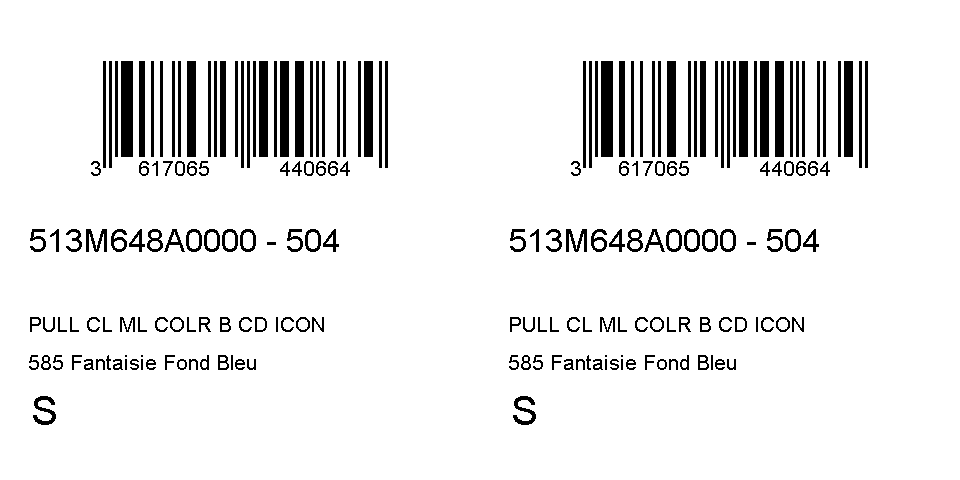 3 617065 440664
513M648A0000 - 504
PULL CL ML COLR B CD ICON
585 Fantaisie Fond Bleu
S
3 617065 440664
513M648A0000 - 504
PULL CL ML COLR B CD ICON
585 Fantaisie Fond Bleu
S